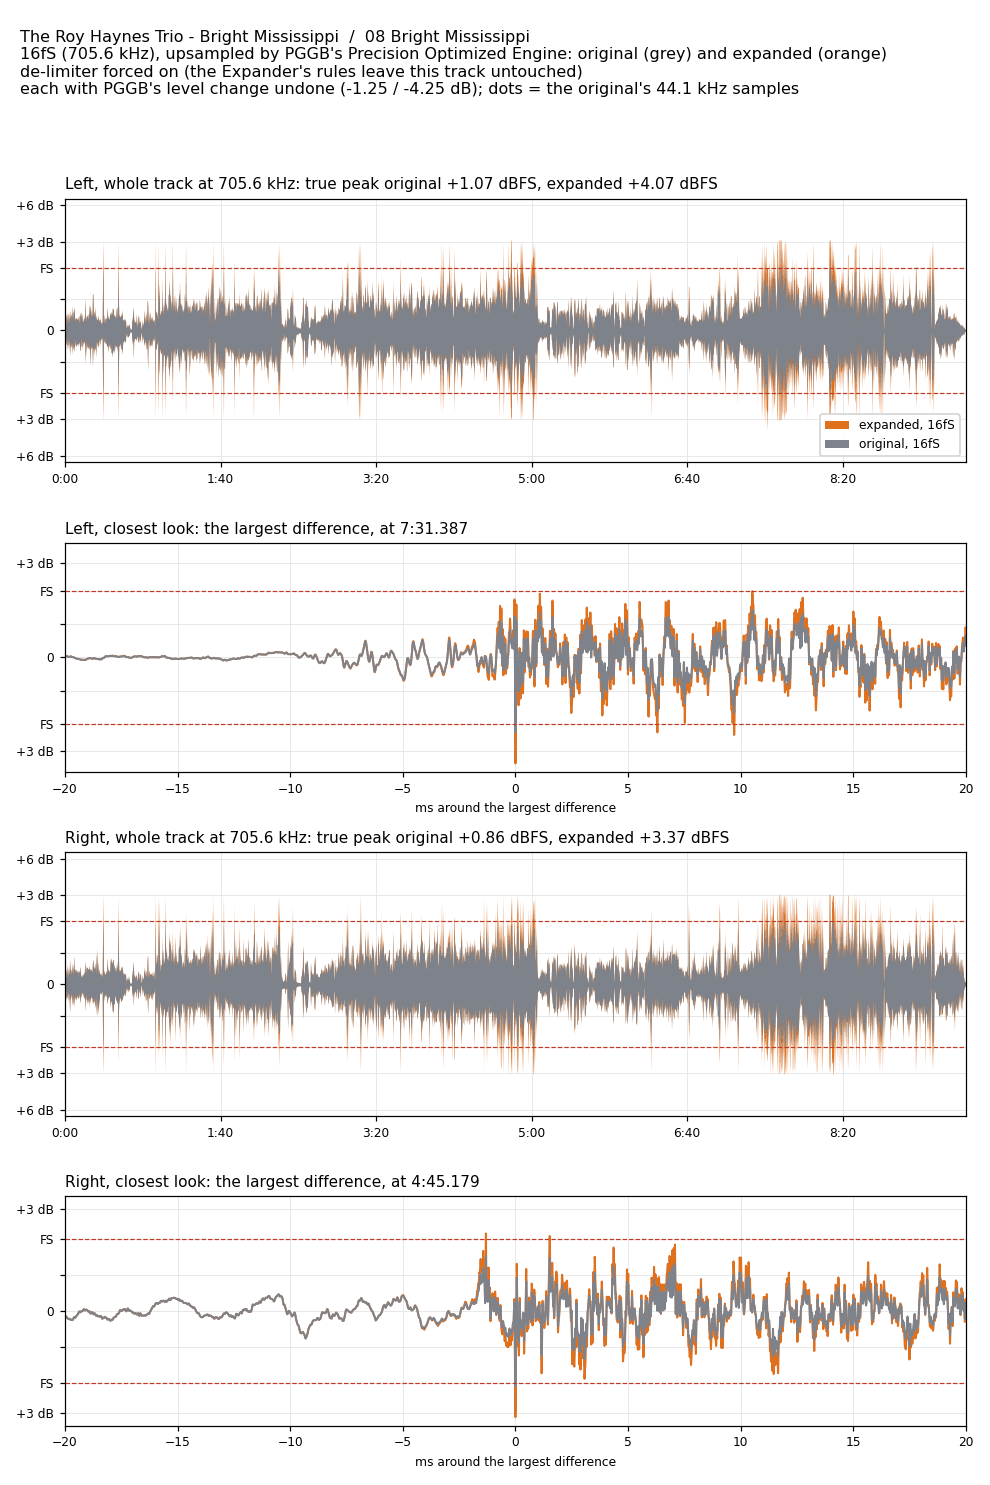 The Roy Haynes Trio - Bright Mississippi  /  08 Bright Mississippi
16fS (705.6 kHz), upsampled by PGGB's Precision Optimized Engine: original (grey) and expanded (orange)
de-limiter forced on (the Expander's rules leave this track untouched)
each with PGGB's level change undone (-1.25 / -4.25 dB); dots = the original's 44.1 kHz samples
Left, whole track at 705.6 kHz: true peak original +1.07 dBFS, expanded +4.07 dBFS
+6 dB
+3 dB
FS
0
FS
+3 dB
+6 dB
expanded, 16fS
original, 16fS
0:00 1:40 3:20 5:00 6:40 8:20
Left, closest look: the largest difference, at 7:31.387
+3 dB
FS
0
FS
+3 dB
−20 −15 −10 −5 0 5 10 15 20
ms around the largest difference
Right, whole track at 705.6 kHz: true peak original +0.86 dBFS, expanded +3.37 dBFS
+6 dB
+3 dB
FS
0
FS
+3 dB
+6 dB
0:00 1:40 3:20 5:00 6:40 8:20
Right, closest look: the largest difference, at 4:45.179
+3 dB
FS
0
FS
+3 dB
−20 −15 −10 −5 0 5 10 15 20
ms around the largest difference